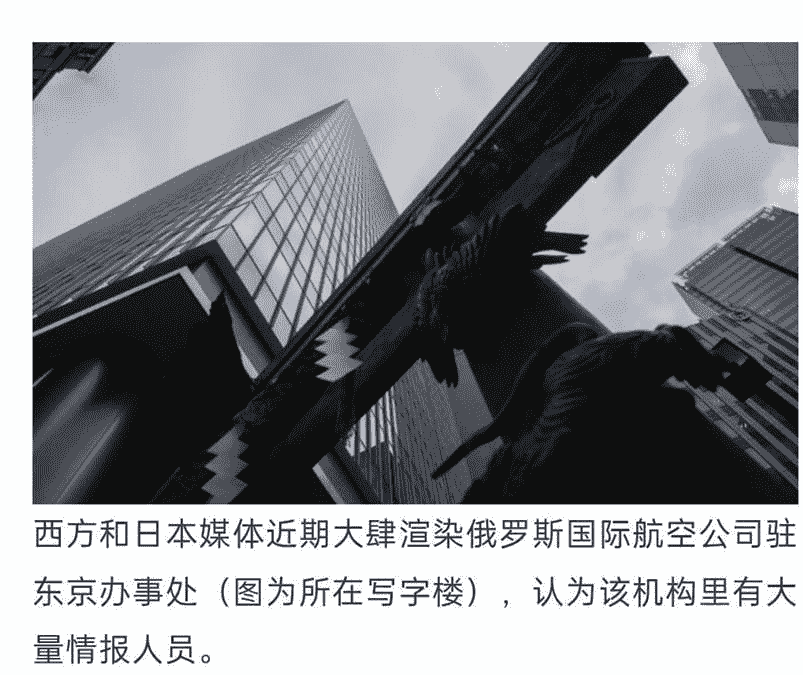 西方和日本媒体近期大肆渲染俄罗斯国际航空公司驻
东京办事处（图为所在写字楼），认为该机构里有大
量情报人员。